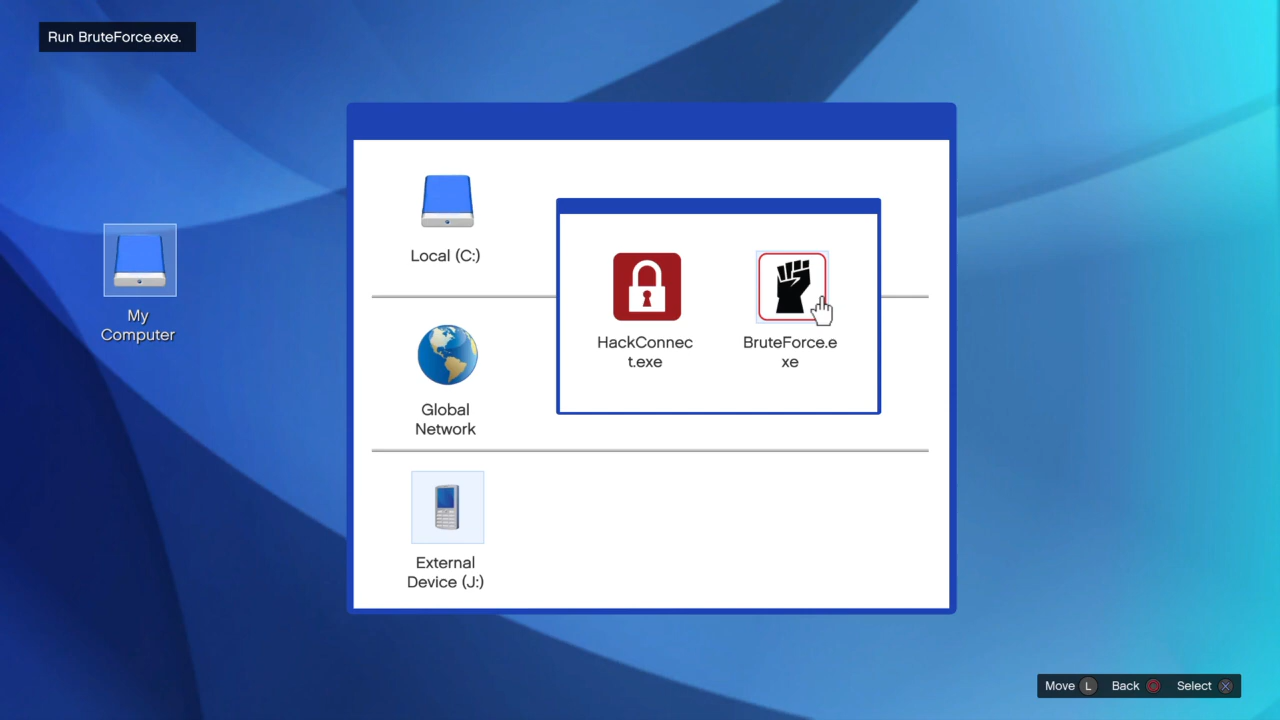 Run BruteForce.exe.
My
Computer
Local (C:)
HackConnec
t.exe
BruteForce.e
xe
Global
Network
External
Device (J:)
Move L Back Select